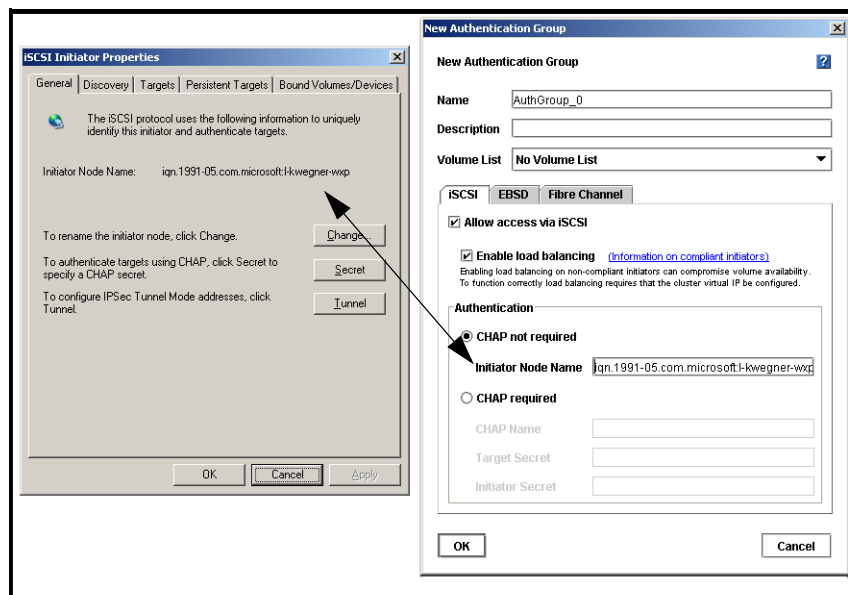 iSCSI Initiator Properties
General Discovery Targets Persistent Targets Bound Volumes/Devices
The iSCSI protocol uses the following information to uniquely
identify this initiator and authenticate targets.
Initiator Node Name: iqn.1991-05.com.microsoft:l-kwegner-wxp
To rename the initiator node, click Change.
Change...
To authenticate targets using CHAP, click Secret to
specify a CHAP secret.
Secret
To configure IPSec Tunnel Mode addresses, click
Tunnel.
Tunnel
OK Cancel Apply
New Authentication Group
New Authentication Group
?
Name AuthGroup_0
Description
Volume List No Volume List
iSCSI EBSD Fibre Channel
Allow access via iSCSI
Enable load balancing (Information on compliant initiators)
Enabling load balancing on non-compliant initiators can compromise volume availability.
To function correctly load balancing requires that the cluster virtual IP be configured.
Authentication
CHAP not required
Initiator Node Name iqn.1991-05.com.microsoft:l-kwegner-wxp
CHAP required
CHAP Name
Target Secret
Initiator Secret
OK Cancel